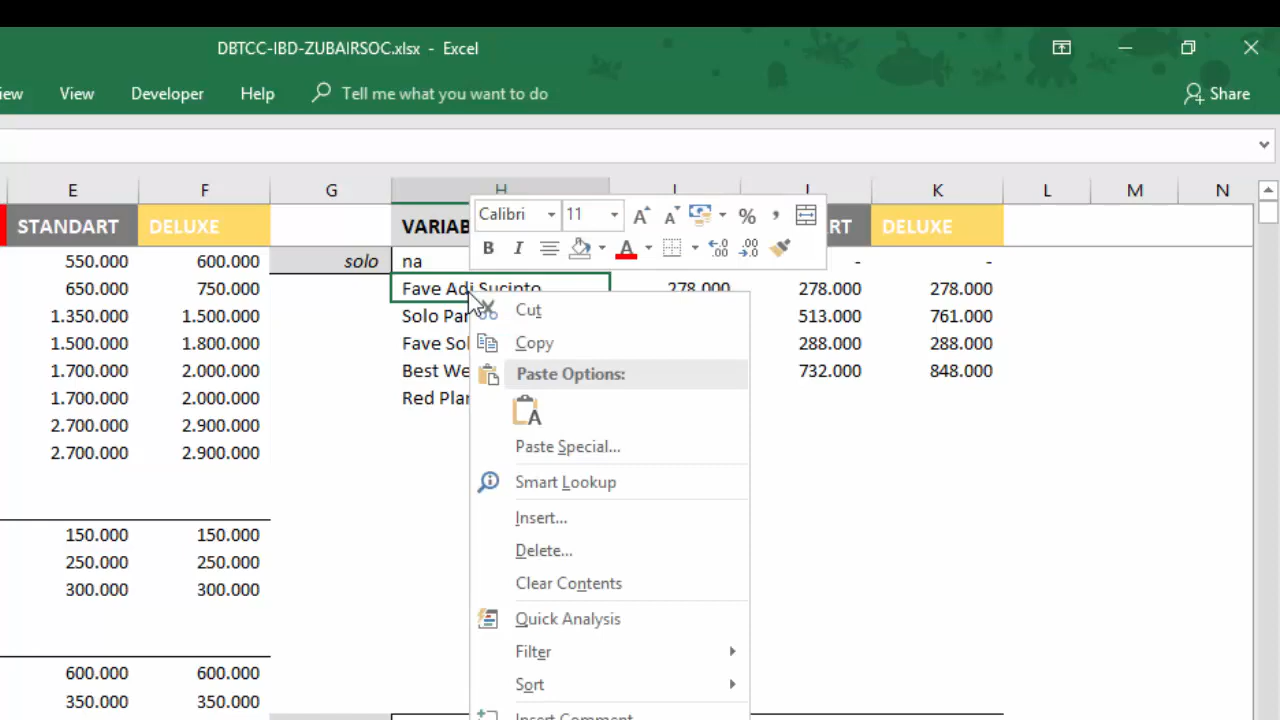 DBTCC-IBD-ZUBAIRSOC.xlsx - Excel
iew View Developer Help Tell me what you want to do Share
E F G H I J K L M N
STANDART DELUXE VARIAB RT DELUXE
Calibri 11 A A % ,
B I A .00 .00
550.000 600.000 solo na - -
650.000 750.000 Fave Adi Sucipto 278.000 278.000 278.000
1.350.000 1.500.000 Solo Par 513.000 761.000
1.500.000 1.800.000 Fave Sol 288.000 288.000
1.700.000 2.000.000 Best We 732.000 848.000
1.700.000 2.000.000 Red Plan
2.700.000 2.900.000
2.700.000 2.900.000
150.000 150.000
250.000 250.000
300.000 300.000
600.000 600.000
350.000 350.000
Cut
Copy
Paste Options:
A
Paste Special...
Smart Lookup
Insert...
Delete...
Clear Contents
Quick Analysis
Filter
Sort
Insert Comment